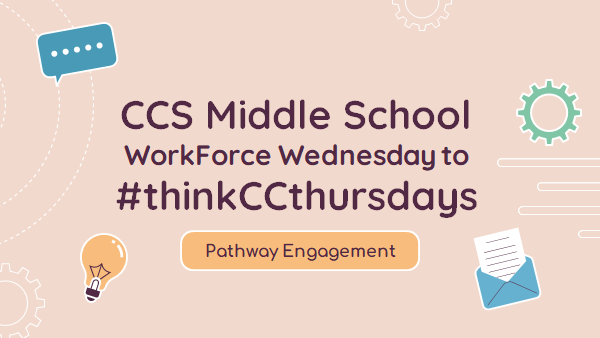 CCS Middle School
WorkForce Wednesday to
#thinkCCthursdays
Pathway Engagement